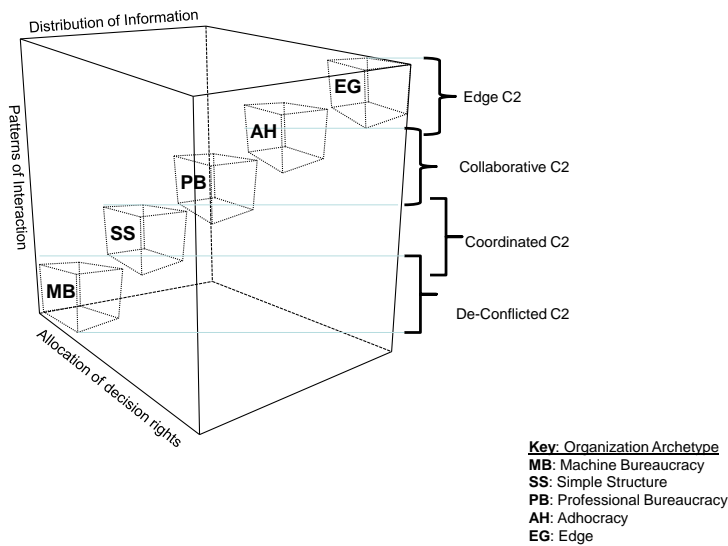 Distribution of Information
Patterns of Interaction
Allocation of decision rights
EG
AH
PB
SS
MB
Edge C2
Collaborative C2
Coordinated C2
De-Conflicted C2
Key: Organization Archetype
MB: Machine Bureaucracy
SS: Simple Structure
PB: Professional Bureaucracy
AH: Adhocracy
EG: Edge